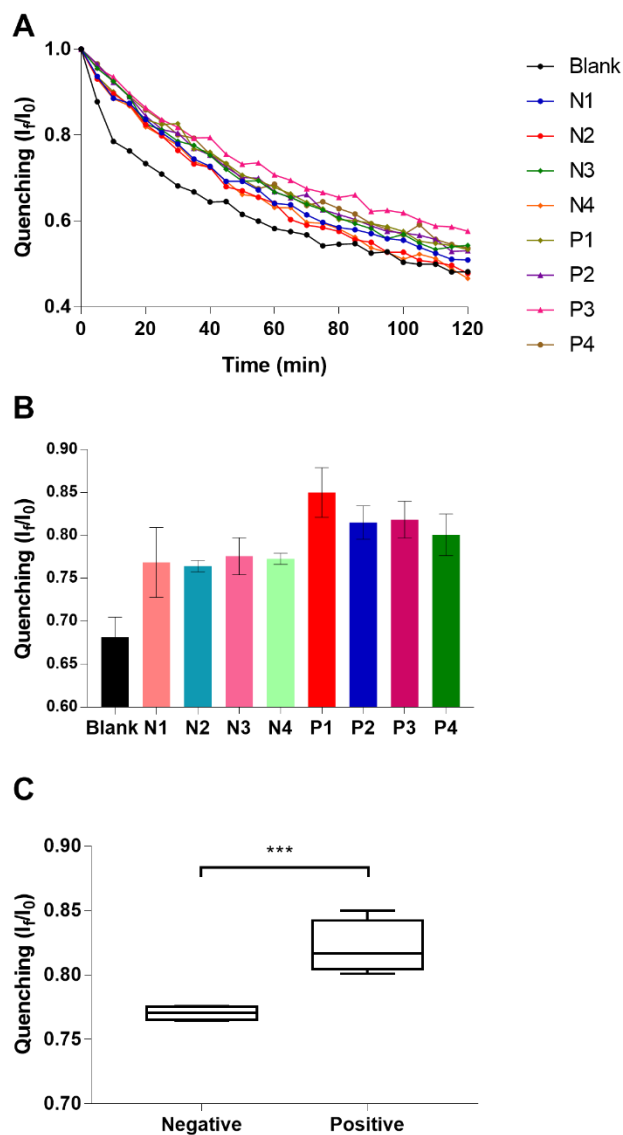 A
Quenching (If/I0)
1.0
0.8
0.6
0.4
0 20 40 60 80 100 120
Time (min)
Blank
N1
N2
N3
N4
P1
P2
P3
P4
B
Quenching (If/I0)
0.90
0.85
0.80
0.75
0.70
0.65
0.60
Blank N1 N2 N3 N4 P1 P2 P3 P4
C
Quenching (If/I0)
0.90
0.85
0.80
0.75
0.70
***
Negative Positive